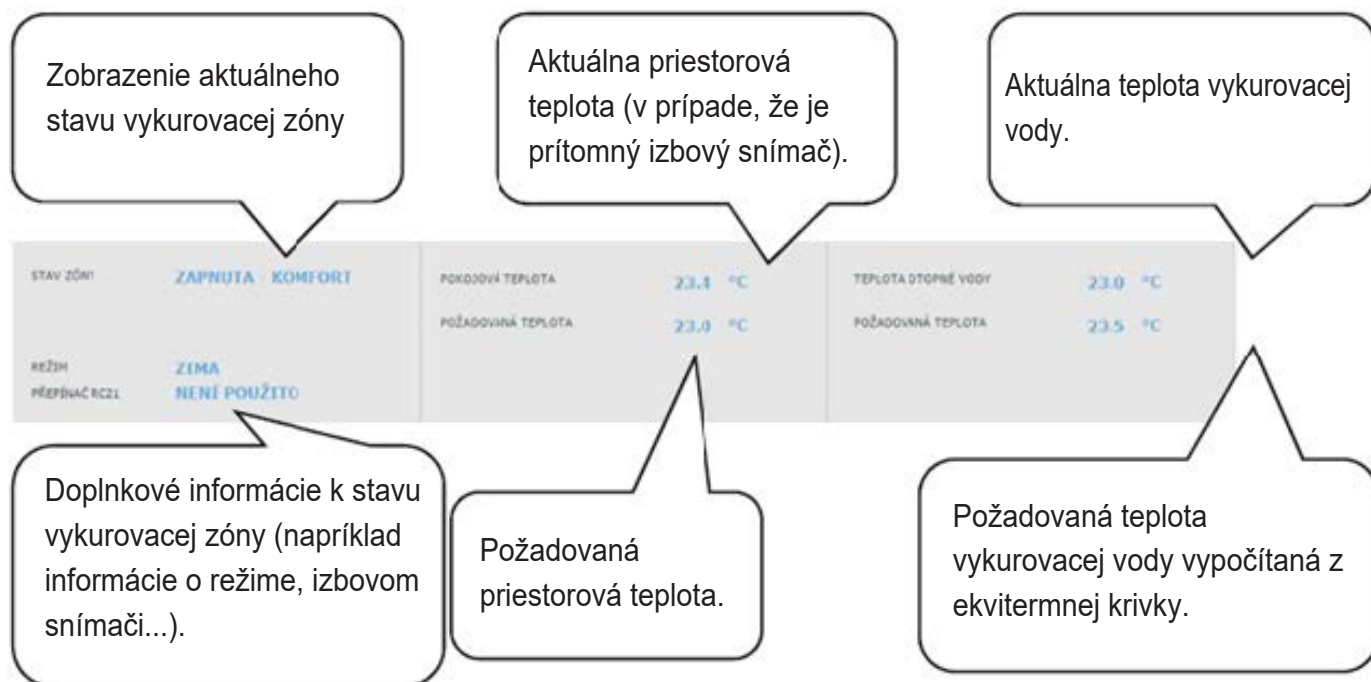 Zobrazenie aktuálneho
stavu vykurovacej zóny
Aktuálna priestorová
teplota (v prípade, že je
prítomný izbový snímač).
Aktuálna teplota vykurovacej
vody.
STAV ZÓNY ZAPNUTA - KOMFORT
POKOJOVÁ TEPLOTA 23.4 °C
TEPLOTA OTOPNÉ VODY 23.0 °C
POŽADOVANÁ TEPLOTA 23.0 °C
POŽADOVANÁ TEPLOTA 23.5 °C
REŽIM ZIMA
PŘEPÍNAČ RC21 NENÍ POUŽITO
Doplnkové informácie k stavu
vykurovacej zóny (napríklad
informácie o režime, izbovom
snímači...).
Požadovaná
priestorová teplota.
Požadovaná teplota
vykurovacej vody vypočítaná z
ekvitermnej krivky.